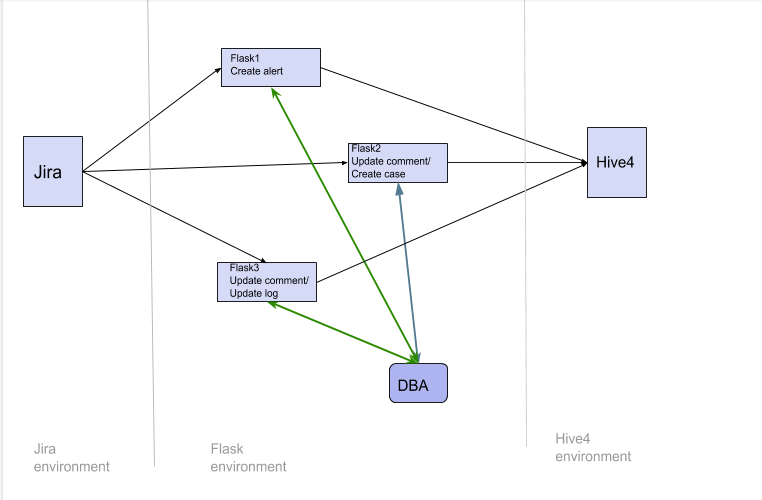 Flask1
Create alert
Jira
Flask2
Update comment/
Create case
Hive4
Flask3
Update comment/
Update log
DBA
Jira
environment
Flask
environment
Hive4
environment